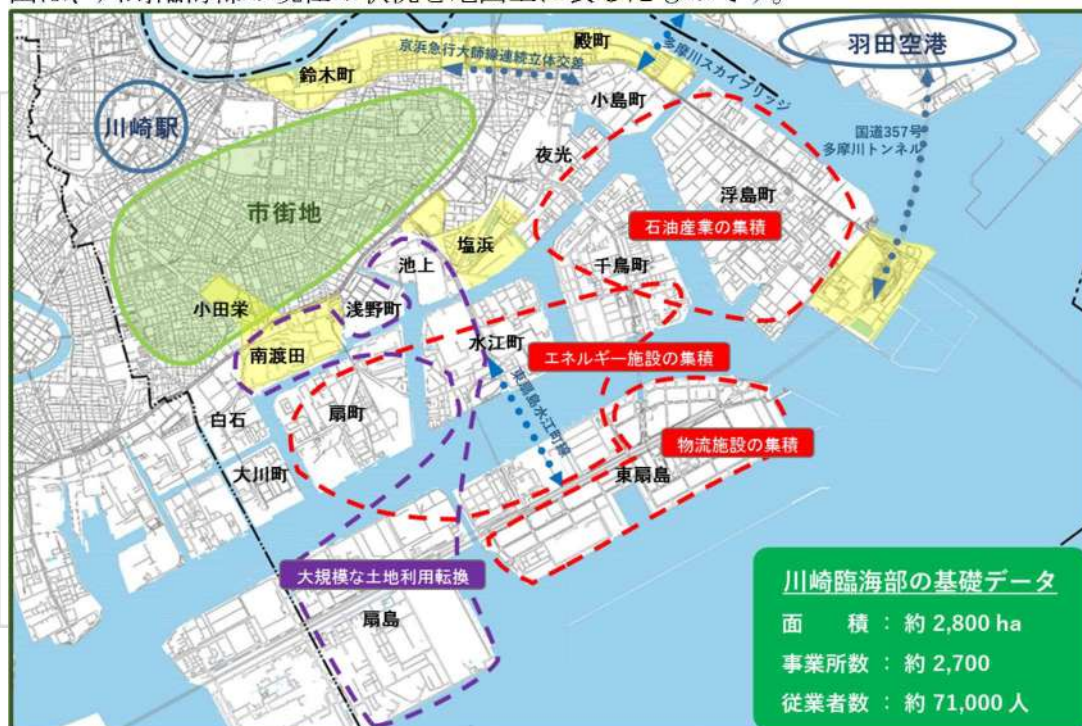 羽田空港
殿町
京浜急行大師線連続立体交差
鈴木町
多摩川スカイブリッジ
小島町
川崎駅
国道357号
多摩川トンネル
夜光
浮島町
市街地
石油産業の集積
塩浜
池上
千鳥町
小田栄
浅野町
水江町
南渡田
エネルギー施設の集積
扇町
東扇島水江町線
白石
物流施設の集積
大川町
東扇島
大規模な土地利用転換
扇島
川崎臨海部の基礎データ
面　積：約 2,800 ha
事業所数：約 2,700
従業者数：約 71,000 人